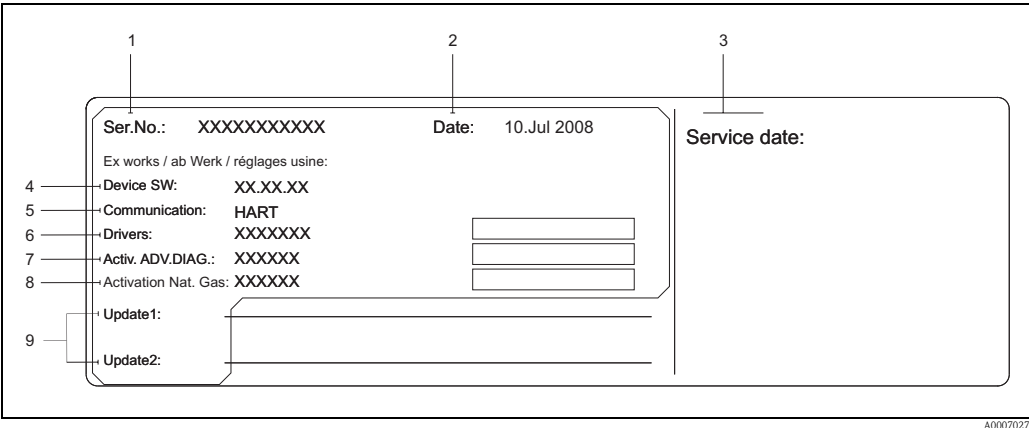 1 2 3
Ser.No.: XXXXXXXXXXX Date: 10.Jul 2008
Service date:
Ex works / ab Werk / réglages usine:
4 Device SW: XX.XX.XX
5 Communication: HART
6 Drivers: XXXXXXX
7 Activ. ADV.DIAG.: XXXXXX
8 Activation Nat. Gas: XXXXXX
Update1:
9
Update2:
A0007027